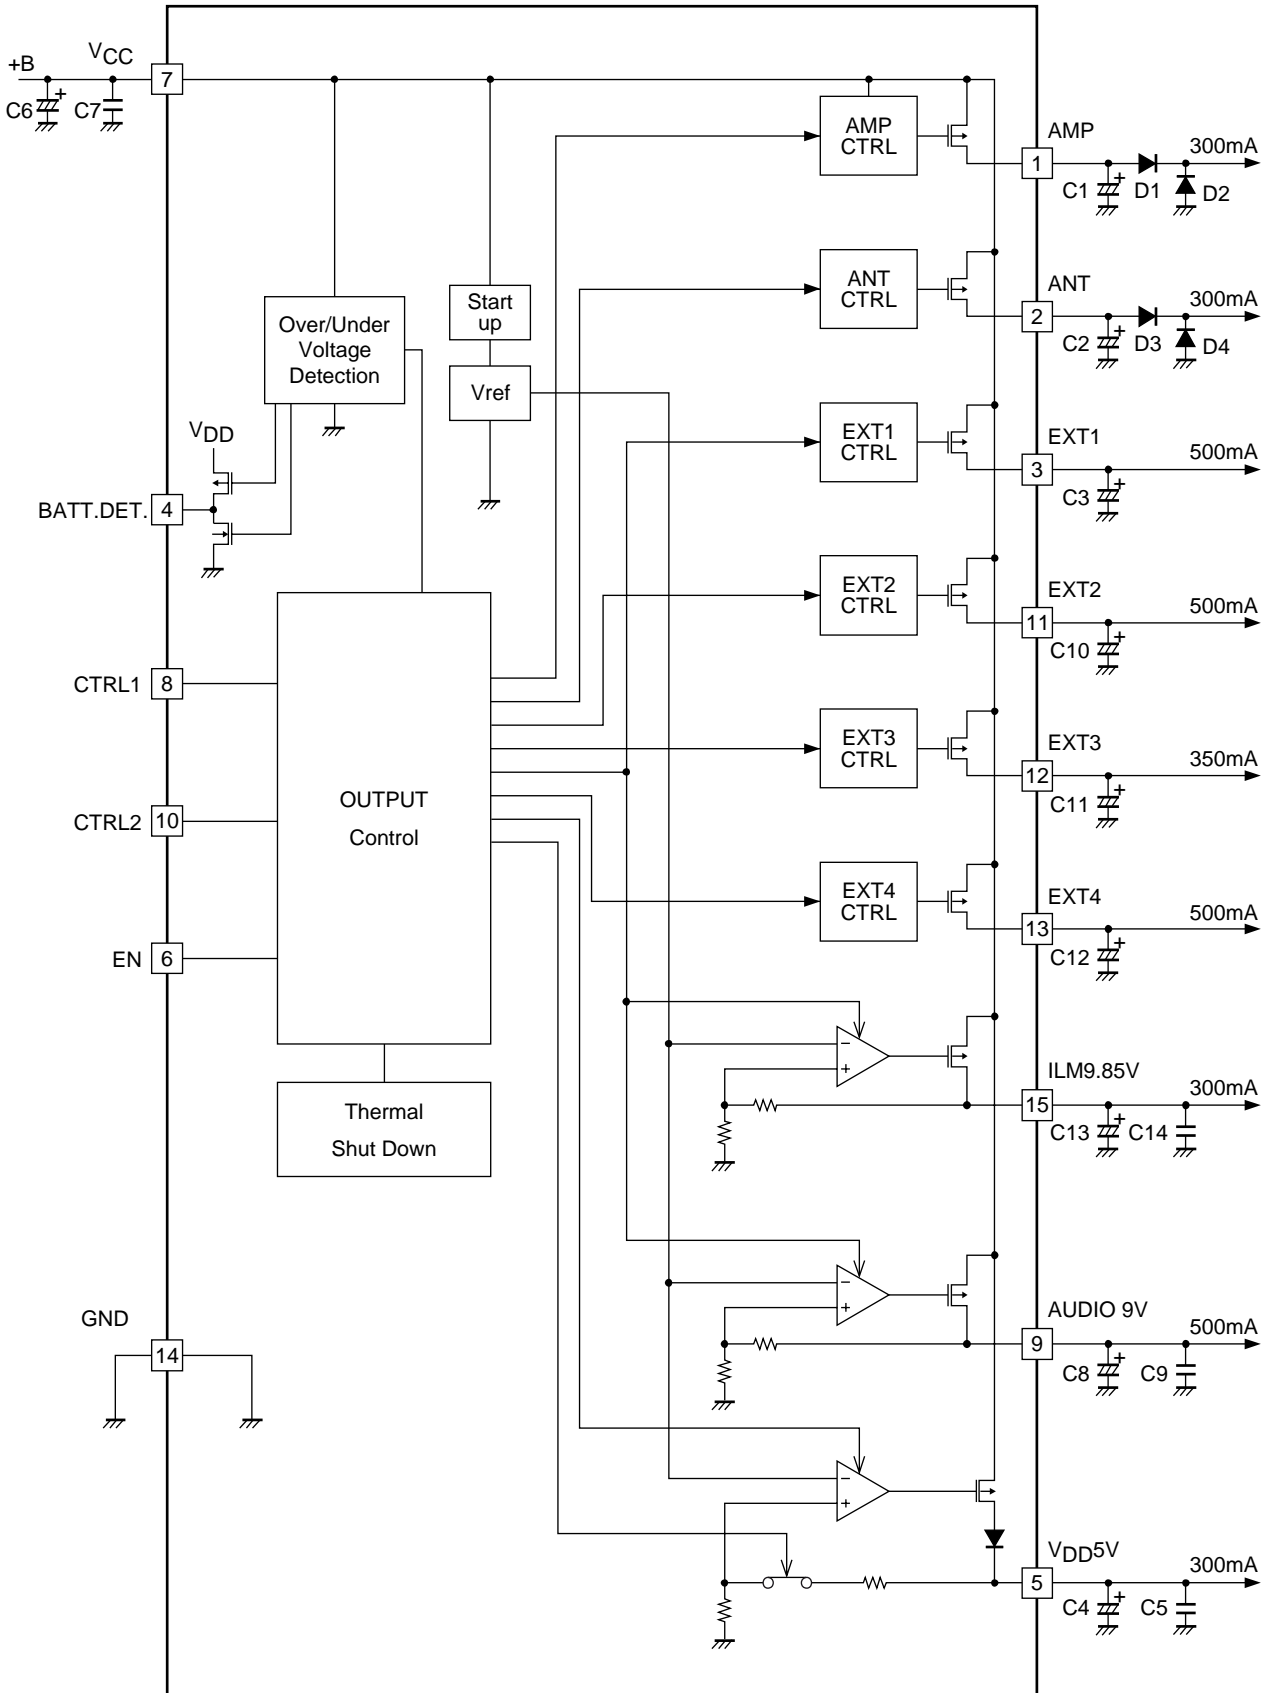 +B
VCC
7
C6
+
C7
AMP
CTRL
AMP
1
300mA
C1
+
D1
D2
ANT
CTRL
ANT
2
300mA
C2
+
D3
D4
Start
up
Over/Under
Voltage
Detection
Vref
EXT1
CTRL
EXT1
3
500mA
C3
+
VDD
BATT.DET.
4
EXT2
CTRL
EXT2
11
500mA
C10
+
CTRL1
8
EXT3
CTRL
EXT3
12
350mA
C11
+
OUTPUT
Control
CTRL2
10
EXT4
CTRL
EXT4
13
500mA
C12
+
EN
6
−
+
ILM9.85V
15
300mA
C13
+
C14
Thermal
Shut Down
−
+
AUDIO 9V
9
500mA
C8
+
C9
GND
14
−
+
VDD5V
5
300mA
C4
+
C5